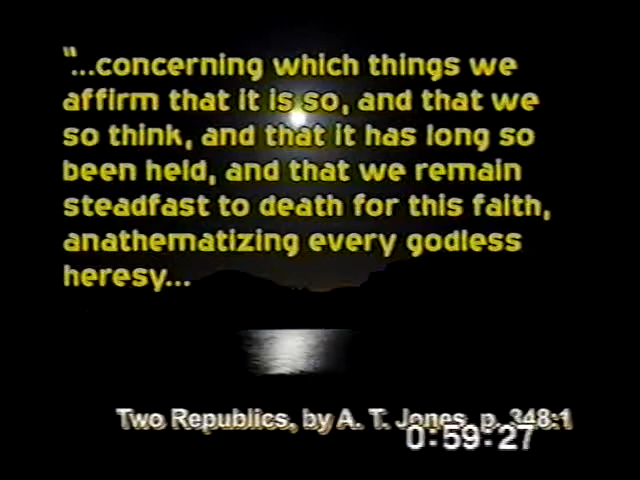 “...concerning which things we
affirm that it is so, and that we
so think, and that it has long so
been held, and that we remain
steadfast to death for this faith,
anathematizing every godless
heresy...
Two Republics, by A. T. Jones, p. 348:1
0:59:27